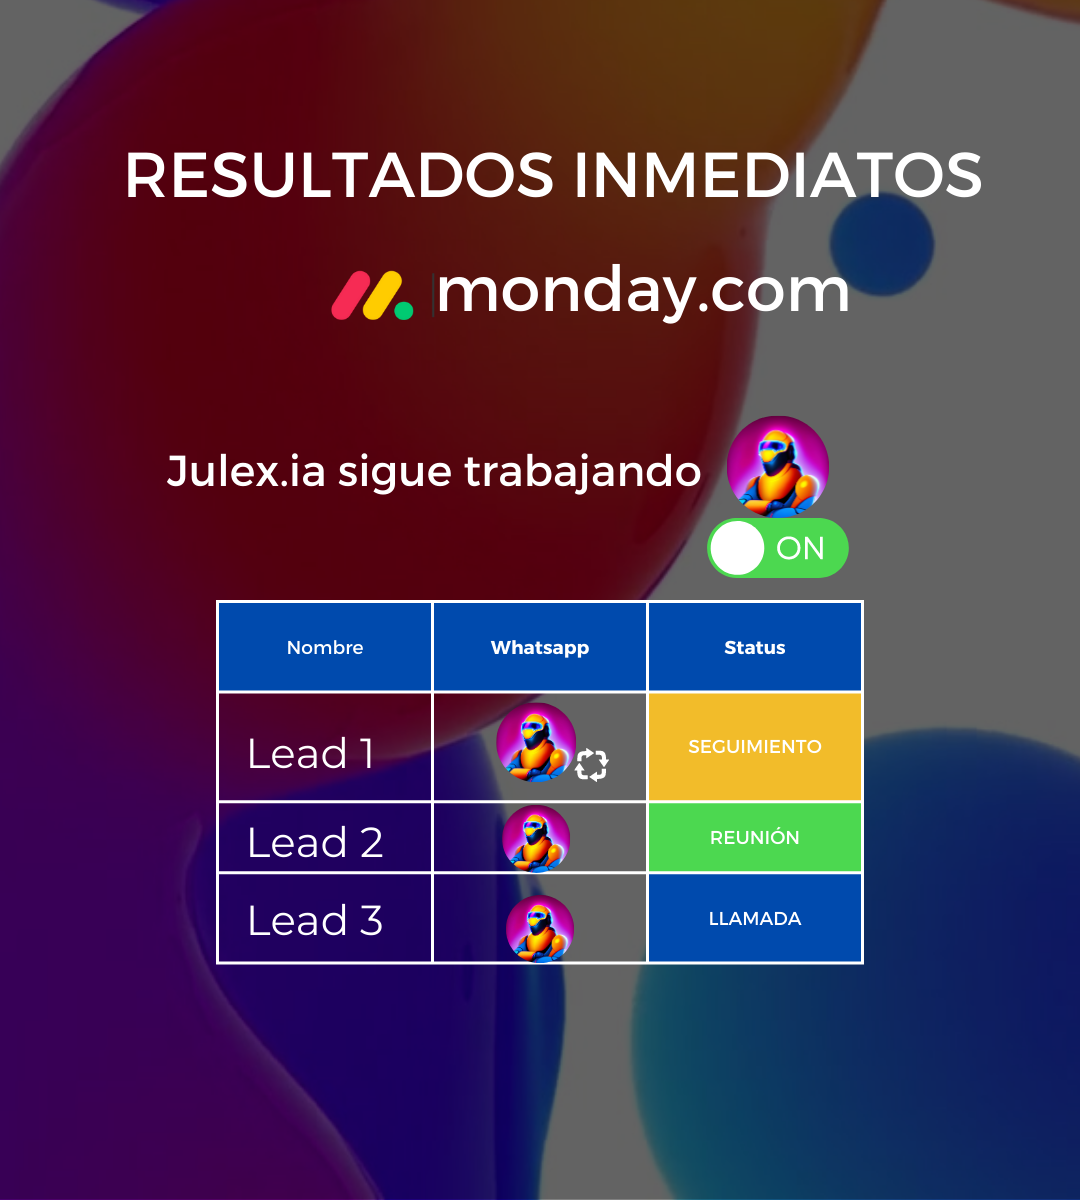 RESULTADOS INMEDIATOS
monday.com
Julex.ia sigue trabajando
ON
Nombre Whatsapp Status
Lead 1 SEGUIMIENTO
Lead 2 REUNIÓN
Lead 3 LLAMADA